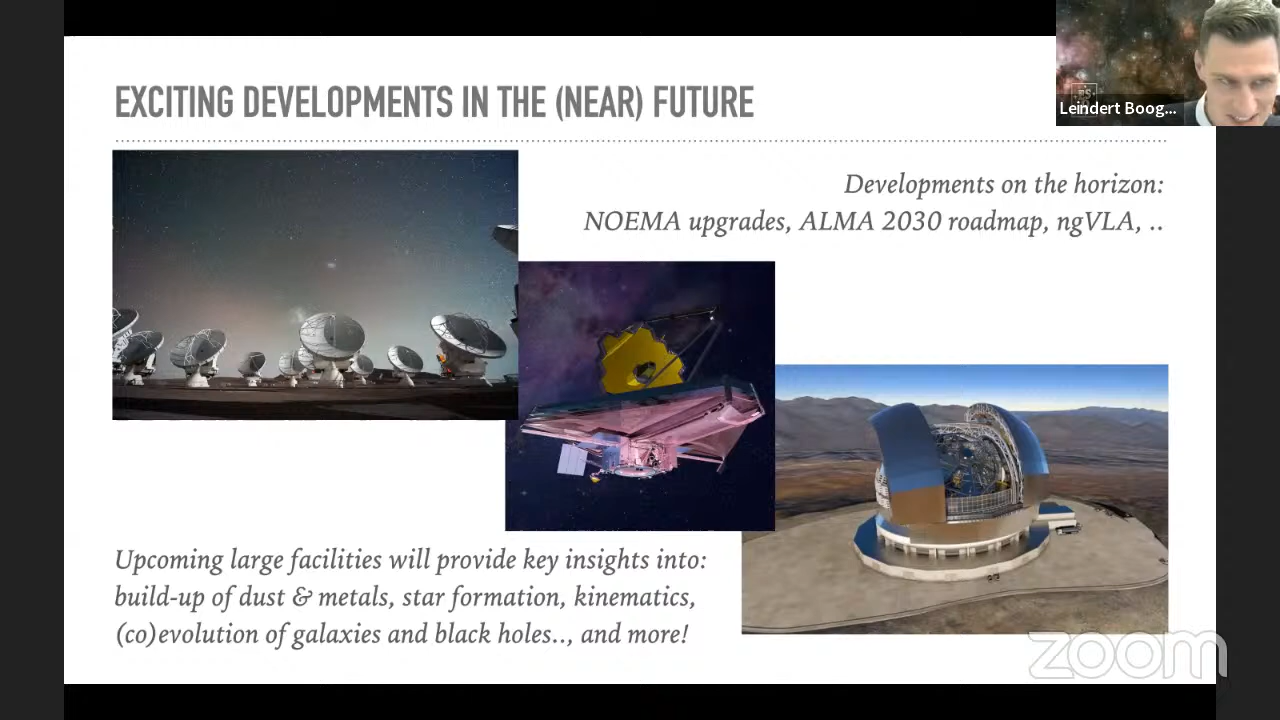 EXCITING DEVELOPMENTS IN THE (NEAR) FUTURE
Leindert Boog...
Developments on the horizon:
NOEMA upgrades, ALMA 2030 roadmap, ngVLA, ..
Upcoming large facilities will provide key insights into:
build-up of dust & metals, star formation, kinematics,
(co)evolution of galaxies and black holes.., and more!
zoom